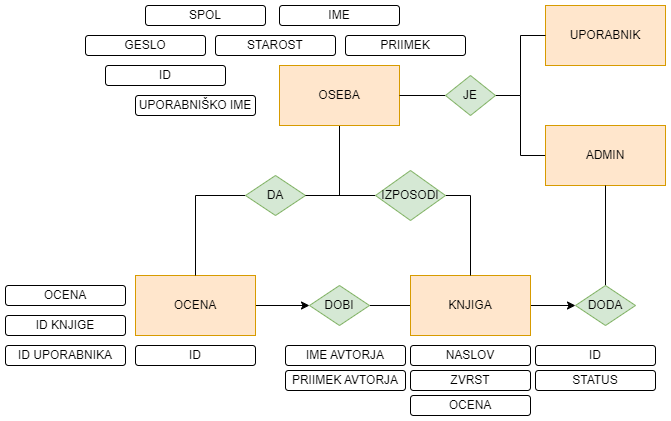 SPOL
IME
GESLO
STAROST
PRIIMEK
ID
UPORABNIŠKO IME
OSEBA
JE
UPORABNIK
ADMIN
DA
IZPOSODI
OCENA
ID KNJIGE
ID UPORABNIKA
OCENA
ID
DOBI
KNJIGA
DODA
IME AVTORJA
NASLOV
ID
PRIIMEK AVTORJA
ZVRST
STATUS
OCENA